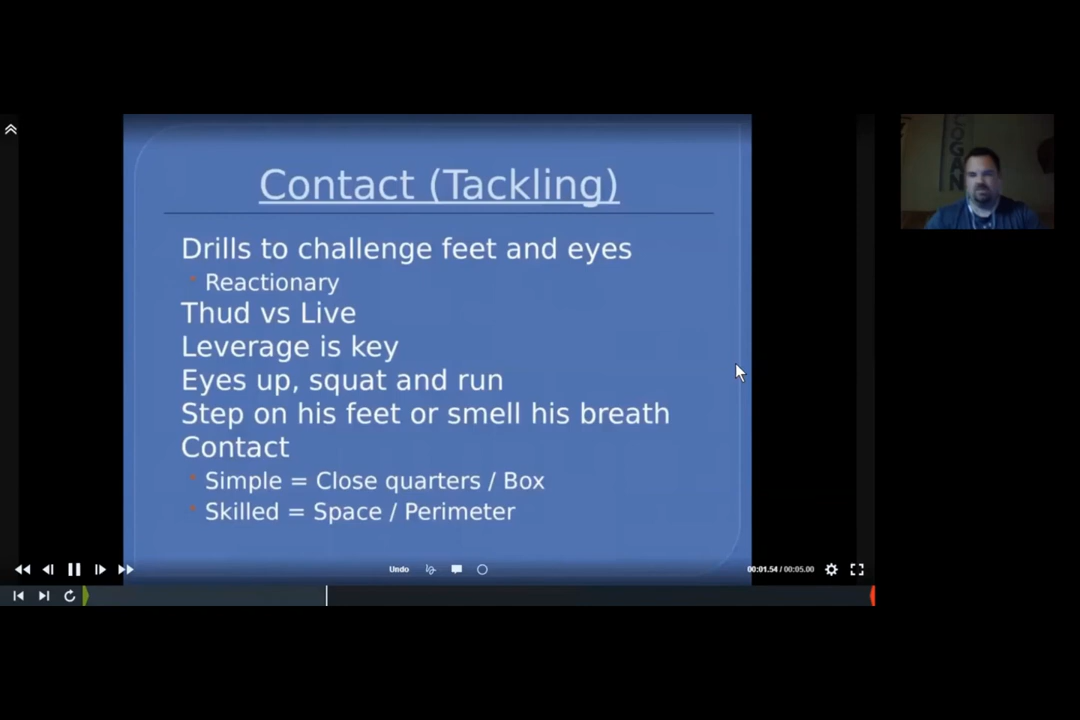 Contact (Tackling)
Drills to challenge feet and eyes
Reactionary
Thud vs Live
Leverage is key
Eyes up, squat and run
Step on his feet or smell his breath
Contact
Simple = Close quarters / Box
Skilled = Space / Perimeter
Undo
00:01.54 / 00:05.00
COGAN